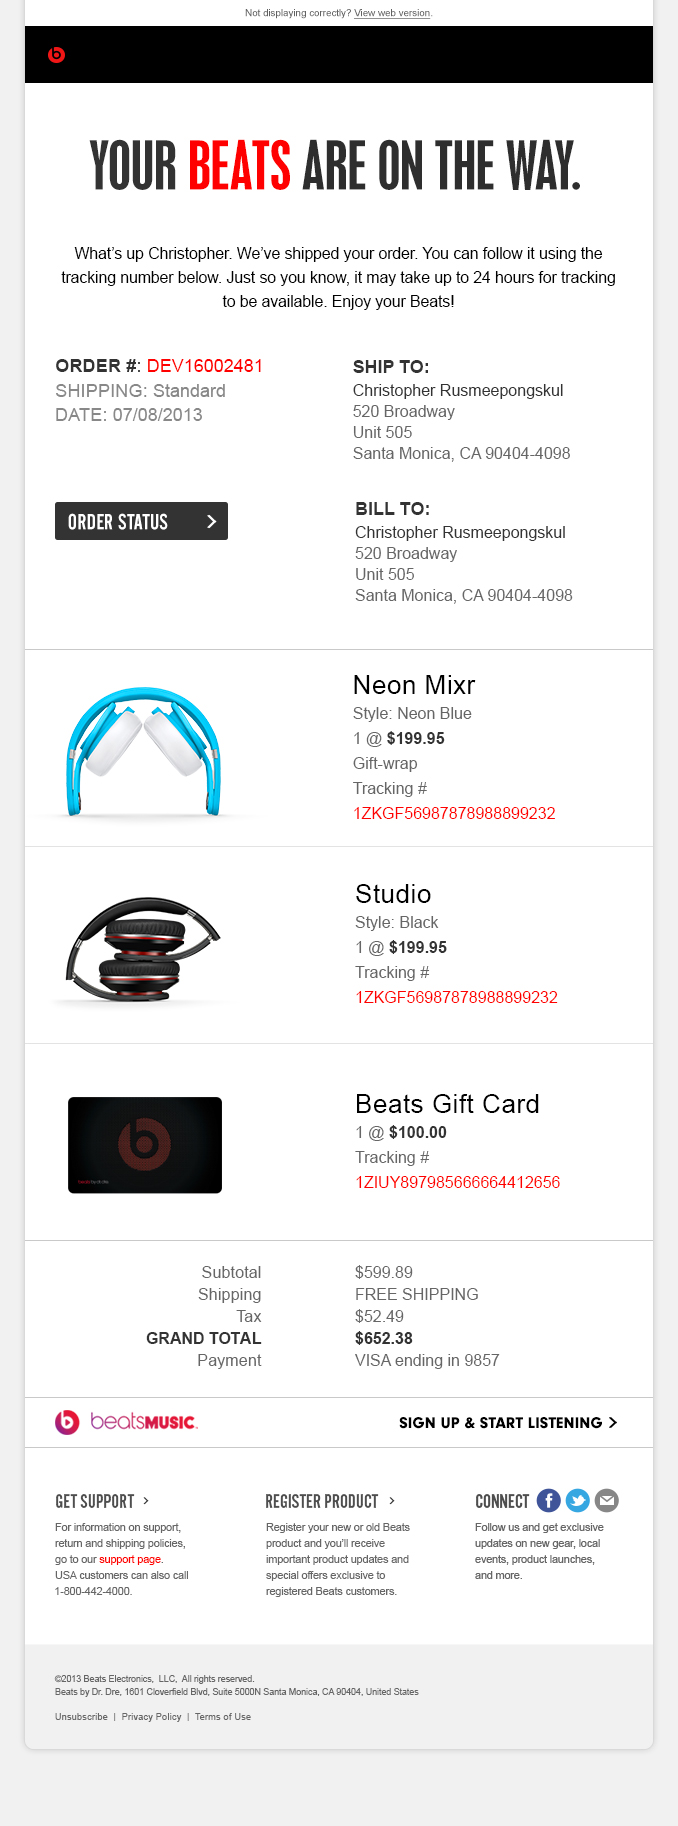 Not displaying correctly? View web version.
YOUR BEATS ARE ON THE WAY.
What's up Christopher. We've shipped your order. You can follow it using the
tracking number below. Just so you know, it may take up to 24 hours for tracking
to be available. Enjoy your Beats!
ORDER #: DEV16002481
SHIPPING: Standard
DATE: 07/08/2013
ORDER STATUS
SHIP TO:
Christopher Rusmeepongskul
520 Broadway
Unit 505
Santa Monica, CA 90404-4098
BILL TO:
Christopher Rusmeepongskul
520 Broadway
Unit 505
Santa Monica, CA 90404-4098
Neon Mixr
Style: Neon Blue
1 @ $199.95
Gift-wrap
Tracking #
1ZKGF56987878988899232
Studio
Style: Black
1 @ $199.95
Tracking #
1ZKGF56987878988899232
Beats Gift Card
1 @ $100.00
Tracking #
1ZIUY897985666664412656
Subtotal $599.89
Shipping FREE SHIPPING
Tax $52.49
GRAND TOTAL $652.38
Payment VISA ending in 9857
beatsMUSIC.
SIGN UP & START LISTENING >
GET SUPPORT >
For information on support,
return and shipping policies,
go to our support page.
USA customers can also call
1-800-442-4000.
REGISTER PRODUCT >
Register your new or old Beats
product and you'll receive
important product updates and
special offers exclusive to
registered Beats customers.
CONNECT
Follow us and get exclusive
updates on new gear, local
events, product launches,
and more.
©2013 Beats Electronics, LLC, All rights reserved.
Beats by Dr. Dre, 1601 Cloverfield Blvd, Suite 5000N Santa Monica, CA 90404, United States
Unsubscribe | Privacy Policy | Terms of Use